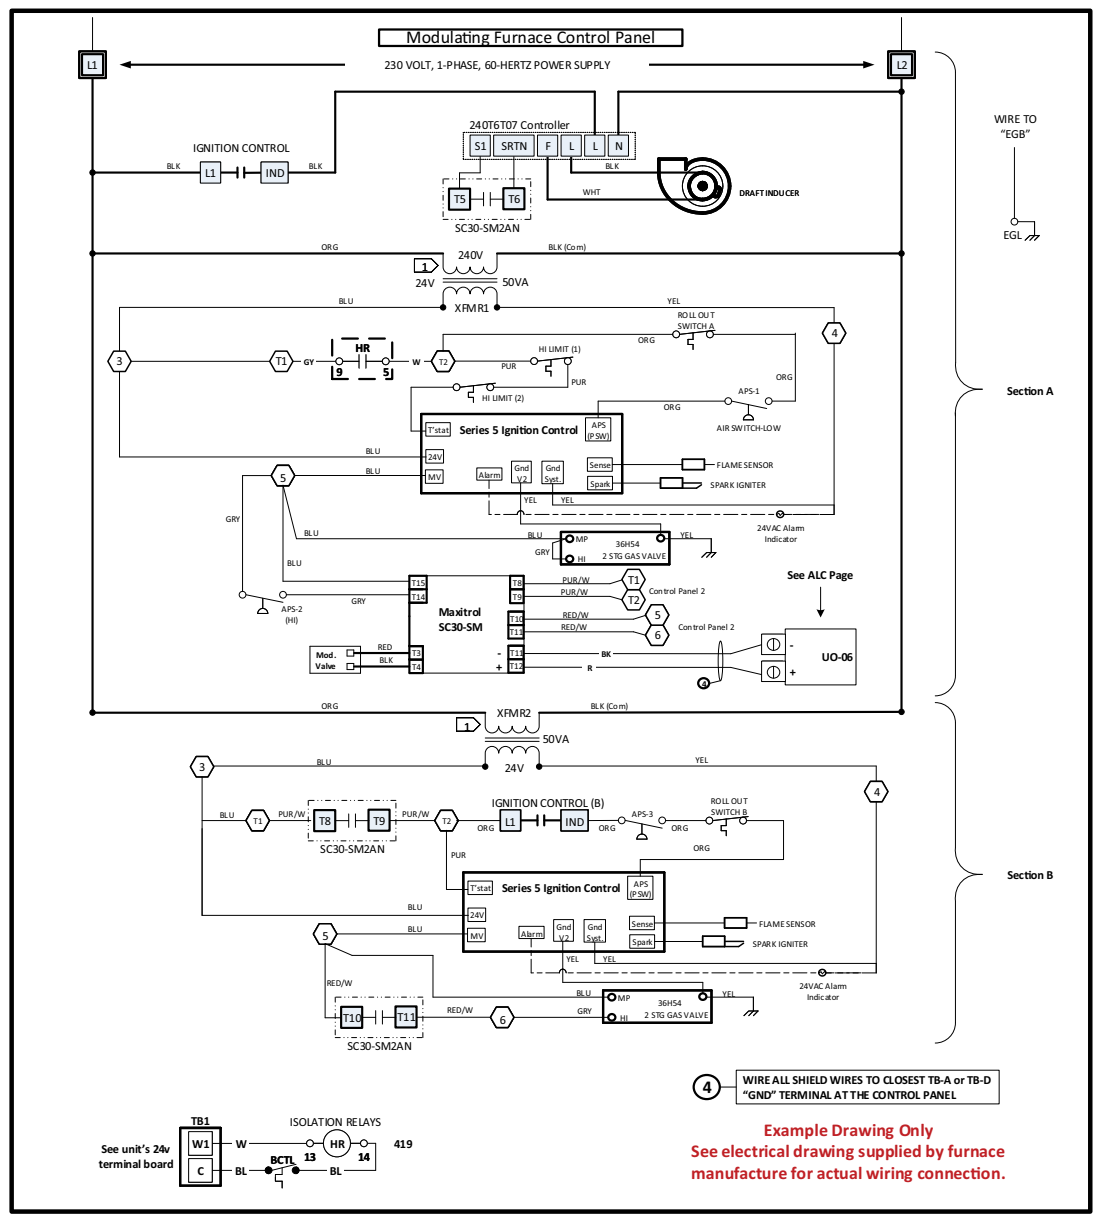 Modulating Furnace Control Panel
L1
230 VOLT, 1-PHASE, 60-HERTZ POWER SUPPLY
L2
WIRE TO
“EGB”
EGL
240T6T07 Controller
S1 SRTN F L L N
IGNITION CONTROL
BLK L1 IND BLK
BLK
WHT
DRAFT INDUCER
T5 T6
SC30-SM2AN
ORG
240V
BLK (Com)
1
24V
50VA
BLU
XFMR1
YEL
ROLL OUT
SWITCH A
ORG
4
3
T1
GY
HR
9 5
W
T2
HI LIMIT (1)
PUR
PUR
HI LIMIT (2)
ORG
APS-1
ORG
AIR SWITCH-LOW
Section A
T'stat
Series 5 Ignition Control
APS
(PSW)
BLU
24V
BLU
MV
5
Alarm
Gnd
V2
Gnd
Syst.
Sense
FLAME SENSOR
Spark
SPARK IGNITER
YEL
YEL
GRY
24VAC Alarm
Indicator
BLU
BLU
MP
GRY
HI
36H54
2 STG GAS VALVE
YEL
BLU
APS-2
(HI)
GRY
T15
T14
Maxitrol
SC30-SM
T8 PUR/W T1
T9 PUR/W T2
Control Panel 2
T10 RED/W 5
T11 RED/W 6
Control Panel 2
See ALC Page
Mod.
Valve
RED
BLK
T3
T4
- T11 BK
+ T12 R
4
-
+
UO-06
ORG
XFMR2
BLK (Com)
1
50VA
24V
BLU
YEL
3
4
BLU
T1
PUR/W
T8 T9
SC30-SM2AN
PUR/W
T2
IGNITION CONTROL (B)
ORG
L1 IND
ORG
APS-3
ORG
ROLL OUT
SWITCH B
ORG
PUR
Section B
T'stat
Series 5 Ignition Control
APS
(PSW)
BLU
24V
BLU
MV
5
Alarm
Gnd
V2
Gnd
Syst.
Sense
FLAME SENSOR
Spark
SPARK IGNITER
YEL
YEL
24VAC Alarm
Indicator
RED/W
BLU
MP
36H54
2 STG GAS VALVE
YEL
T10 T11
RED/W
6
GRY
HI
SC30-SM2AN
4
WIRE ALL SHIELD WIRES TO CLOSEST TB-A or TB-D
“GND” TERMINAL AT THE CONTROL PANEL
TB1
ISOLATION RELAYS
See unit's 24v
terminal board
W1 W 13 HR 14 419
C BL BCTL BL
Example Drawing Only
See electrical drawing supplied by furnace
manufacture for actual wiring connection.